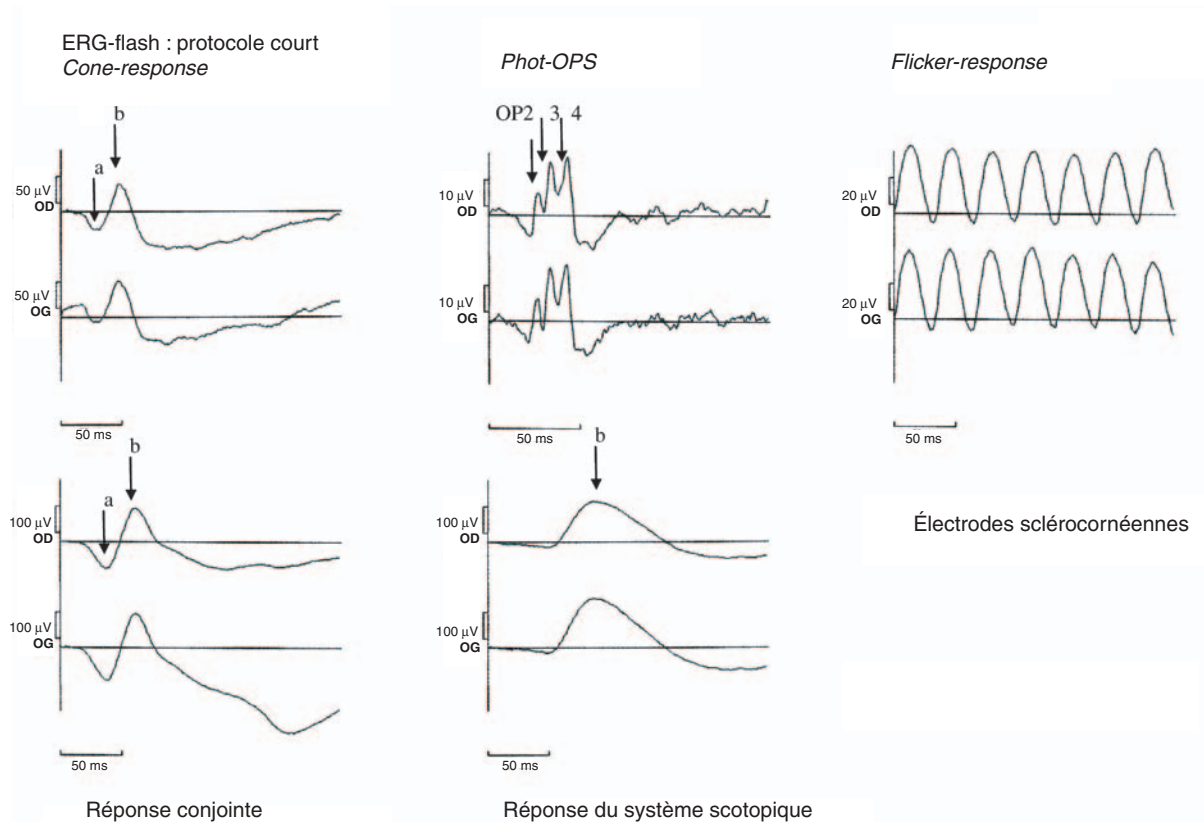 ERG-flash : protocole court
Cone-response
Phot-OPS
Flicker-response
b
a
50 µV
OD
50 µV
OG
50 ms
OP2 3 4
10 µV
OD
10 µV
OG
50 ms
20 µV
OD
20 µV
OG
50 ms
b
a
100 µV
OD
100 µV
OG
50 ms
Réponse conjointe
b
100 µV
OD
100 µV
OG
50 ms
Réponse du système scotopique
Électrodes sclérocornéennes